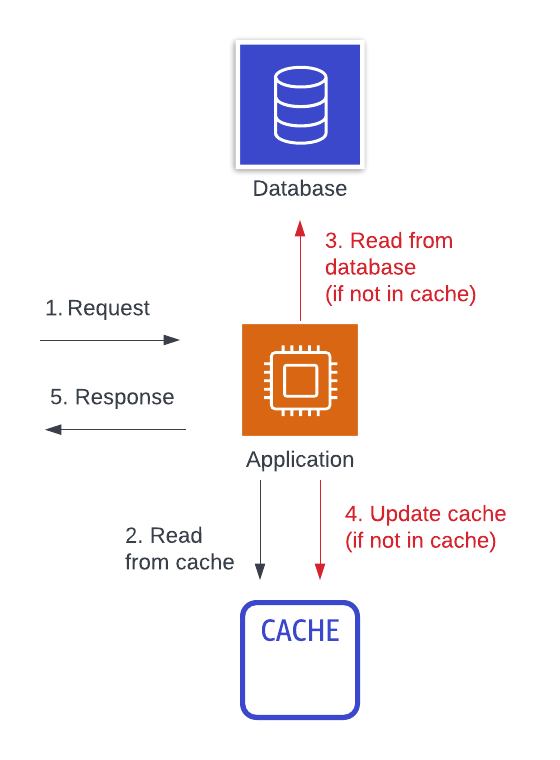 Database
3. Read from
database
(if not in cache)
1. Request
5. Response
Application
2. Read
from cache
4. Update cache
(if not in cache)
CACHE